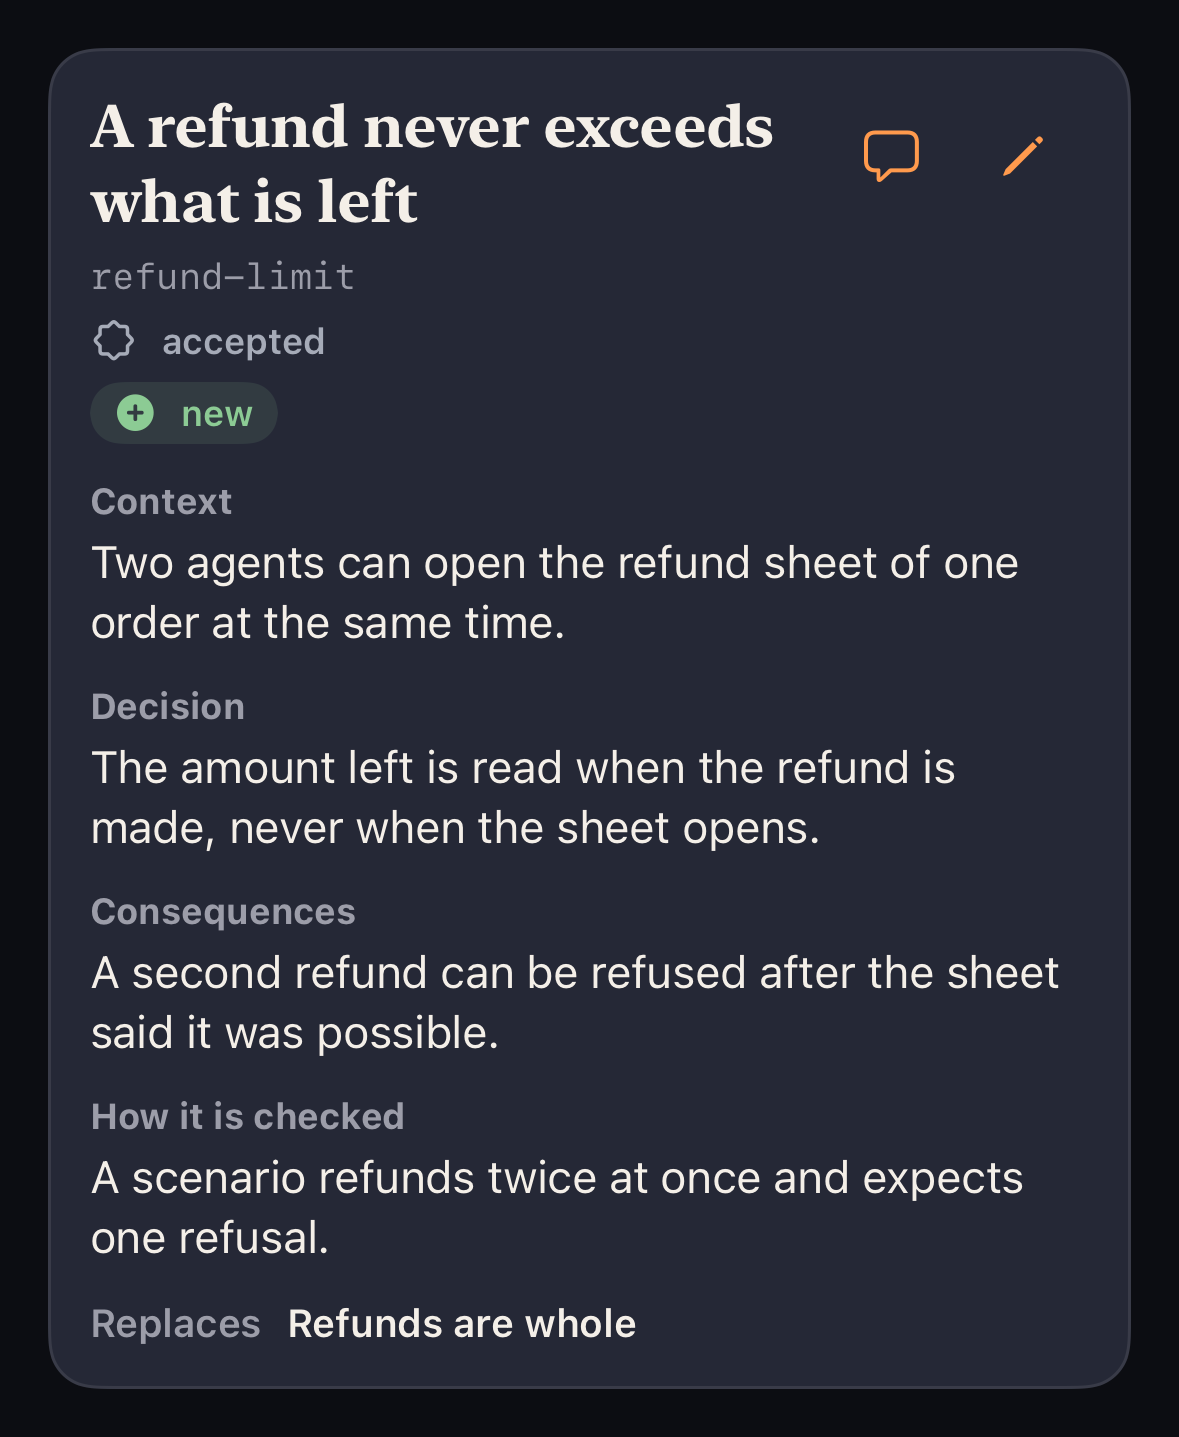 A refund never exceeds
what is left
refund-limit
accepted
new
Context
Two agents can open the refund sheet of one
order at the same time.
Decision
The amount left is read when the refund is
made, never when the sheet opens.
Consequences
A second refund can be refused after the sheet
said it was possible.
How it is checked
A scenario refunds twice at once and expects
one refusal.
Replaces Refunds are whole